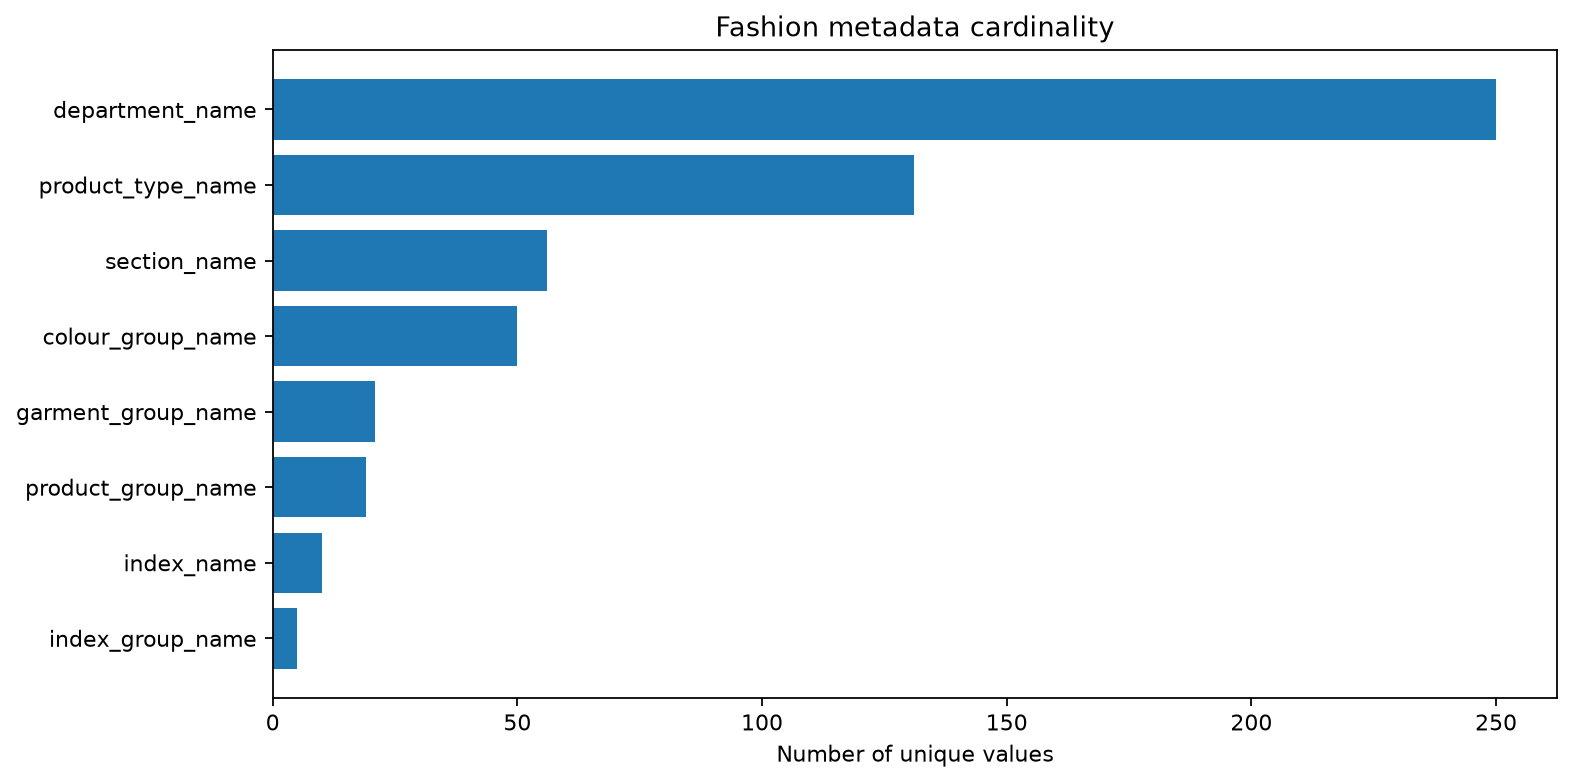 Fashion metadata cardinality
department_name
product_type_name
section_name
colour_group_name
garment_group_name
product_group_name
index_name
index_group_name
0 50 100 150 200 250
Number of unique values